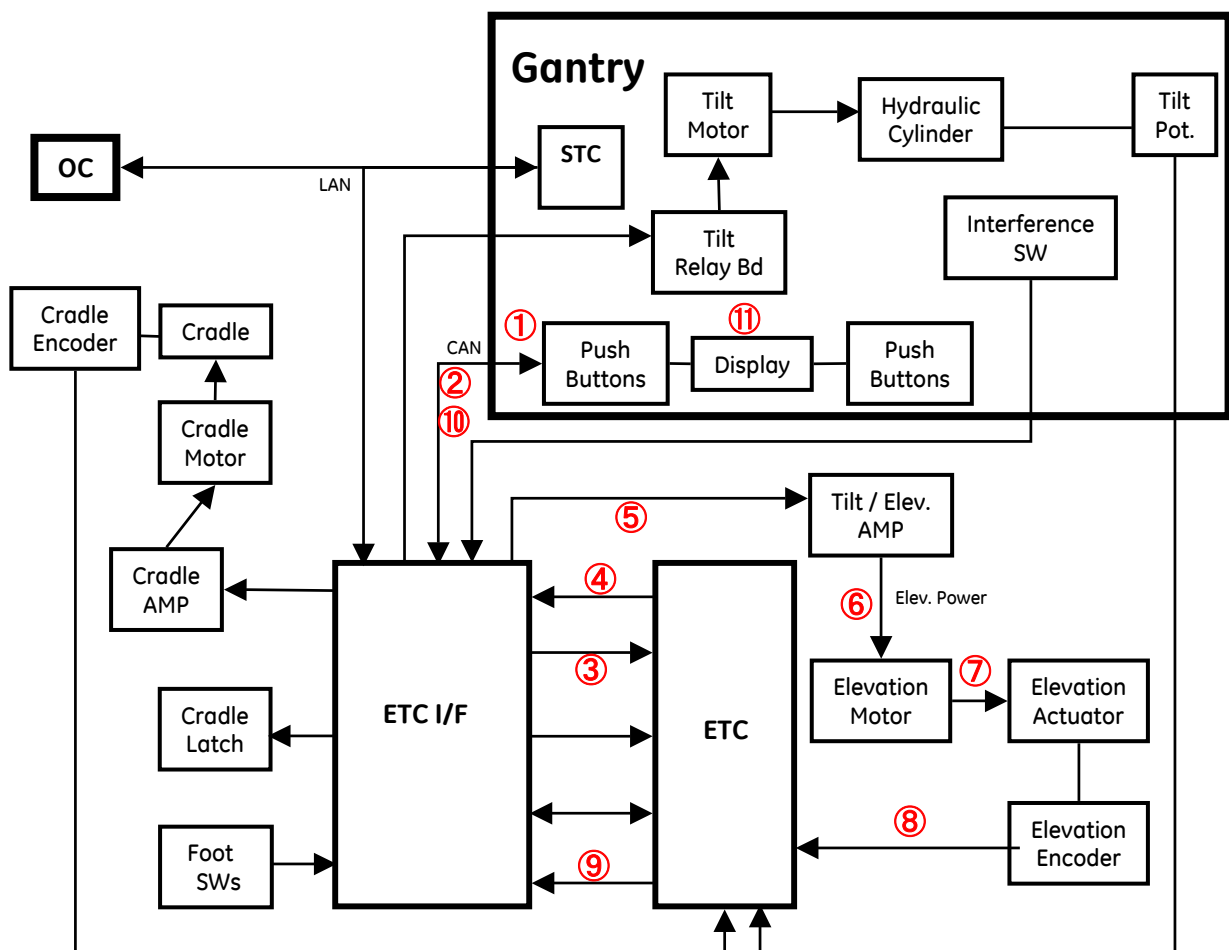 Gantry
Tilt
Motor
Hydraulic
Cylinder
Tilt
Pot.
OC
LAN
STC
Tilt
Relay Bd
Interference
SW
Cradle
Encoder
Cradle
CAN
①
②
⑩
Push
Buttons
⑪
Display
Push
Buttons
Cradle
Motor
⑤
Tilt / Elev.
AMP
Cradle
AMP
④
⑥
Elev. Power
③
⑦
Elevation
Motor
Elevation
Actuator
Cradle
Latch
ETC I/F
ETC
⑧
Elevation
Encoder
Foot
SWs
⑨